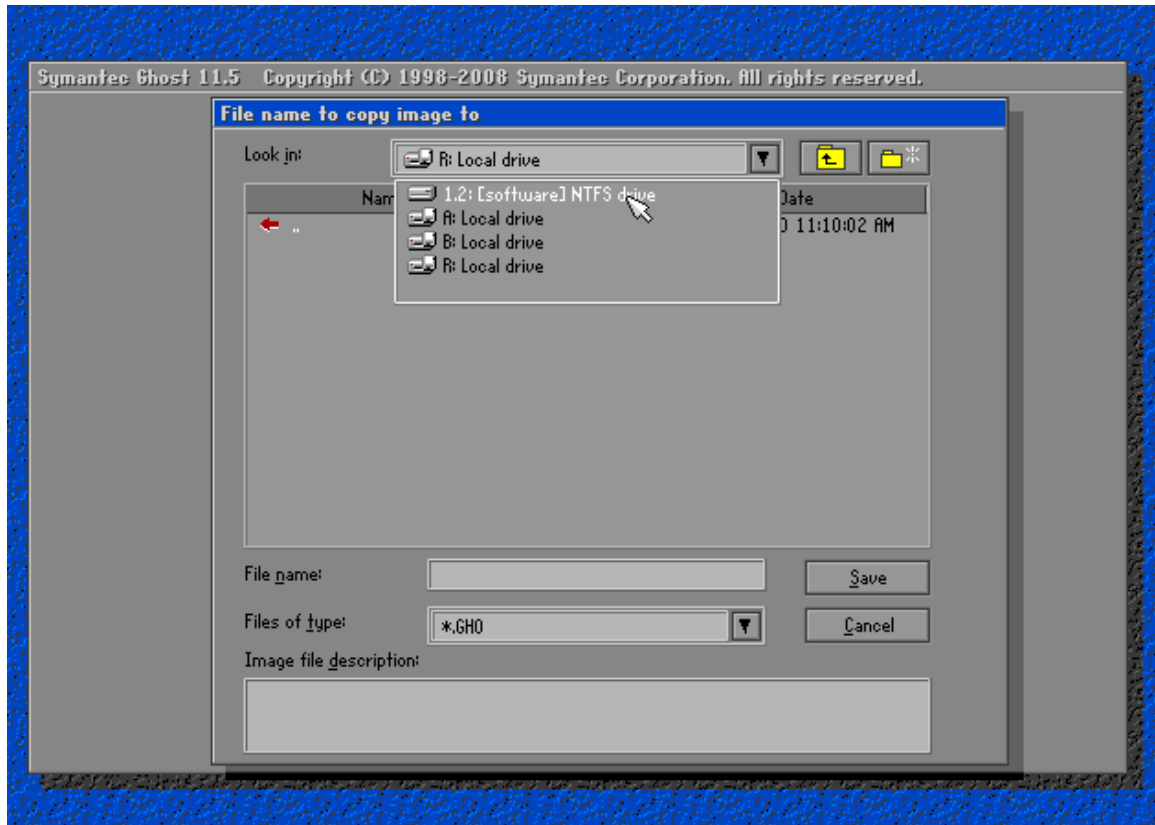 Symantec Ghost 11.5 Copyright (C) 1998-2008 Symantec Corporation. All rights reserved.
File name to copy image to
Look in: R: Local drive
Nam Date
1.2: [softwuare] NTFS drive
A: Local drive
.. 11:10:02 AM
B: Local drive
R: Local drive
File name:
Save
Files of type: *.GHO
Cancel
Image file description: